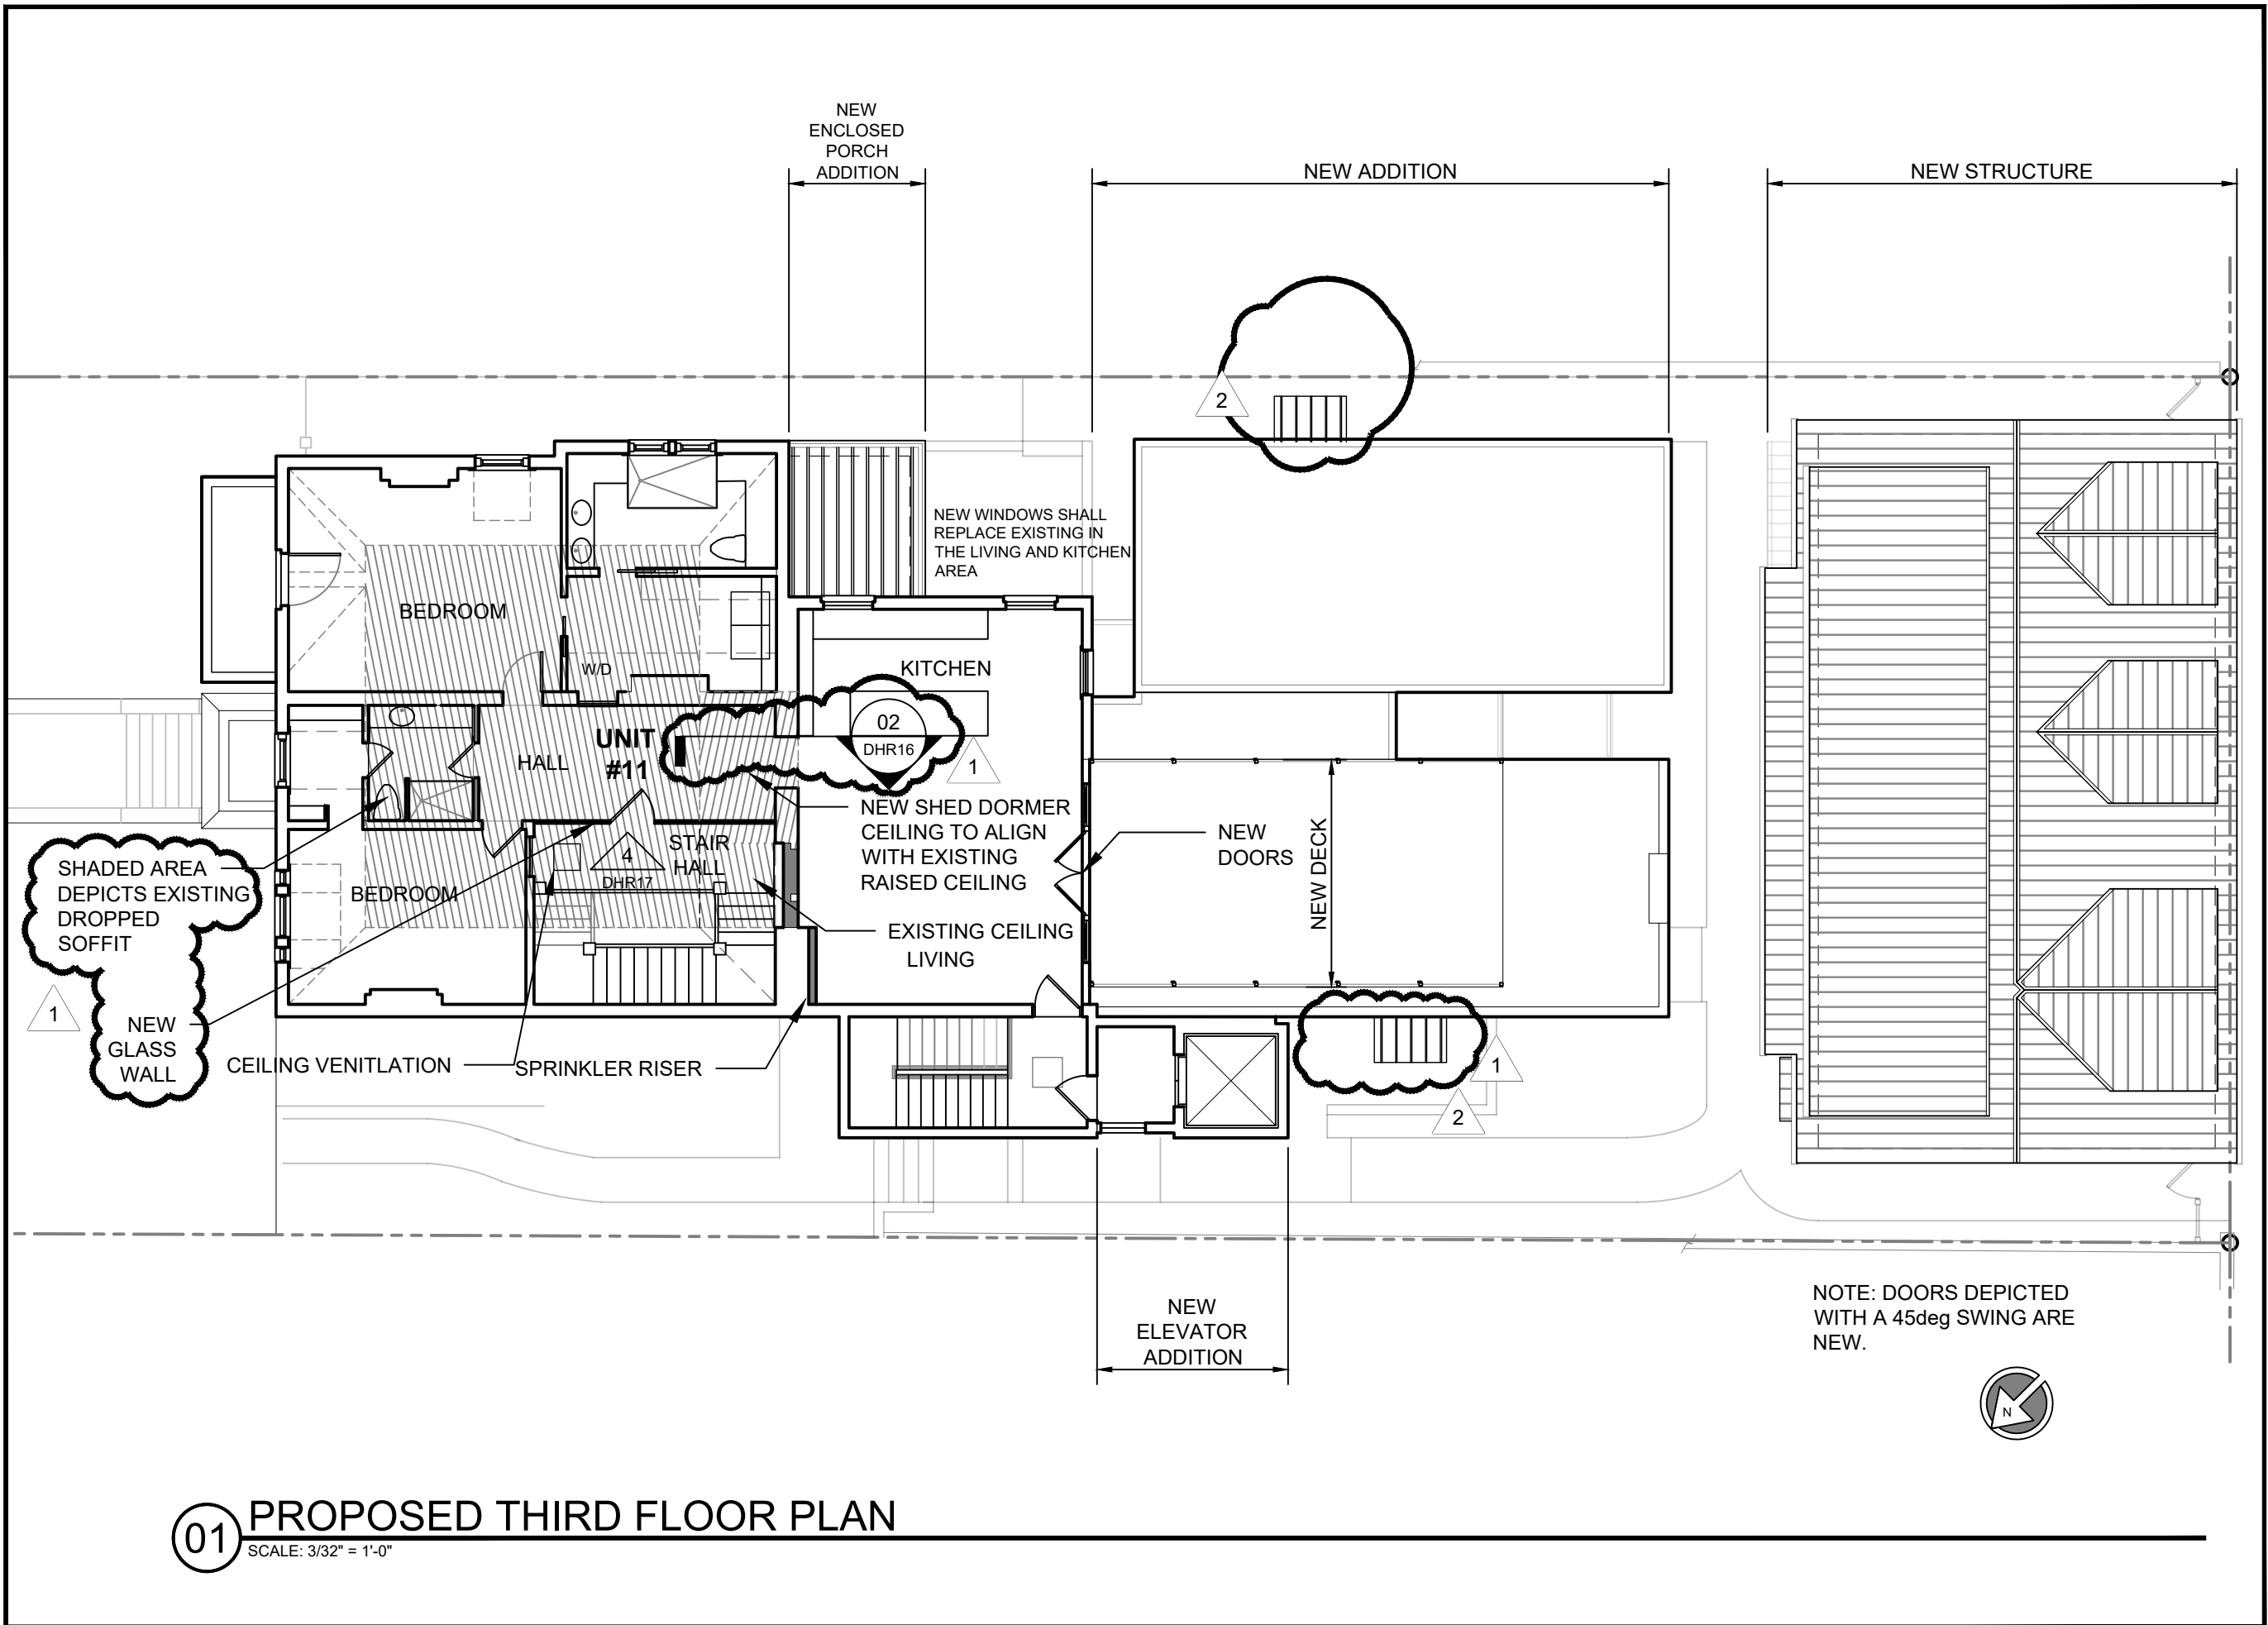 NEW
ENCLOSED
PORCH
ADDITION
NEW ADDITION
NEW STRUCTURE
2
NEW WINDOWS SHALL
REPLACE EXISTING IN
THE LIVING AND KITCHEN
AREA
BEDROOM
W/D
KITCHEN
02
DHR16
1
HALL
UNIT
#11
NEW SHED DORMER
CEILING TO ALIGN
WITH EXISTING
RAISED CEILING
NEW
DOORS
NEW DECK
STAIR
HALL
4
DHR17
SHADED AREA
DEPICTS EXISTING
DROPPED
SOFFIT
BEDROOM
EXISTING CEILING
LIVING
1
NEW
GLASS
WALL
CEILING VENITLATION
SPRINKLER RISER
1
2
NEW
ELEVATOR
ADDITION
NOTE: DOORS DEPICTED
WITH A 45deg SWING ARE
NEW.
N
01
PROPOSED THIRD FLOOR PLAN
SCALE: 3/32" = 1'-0"